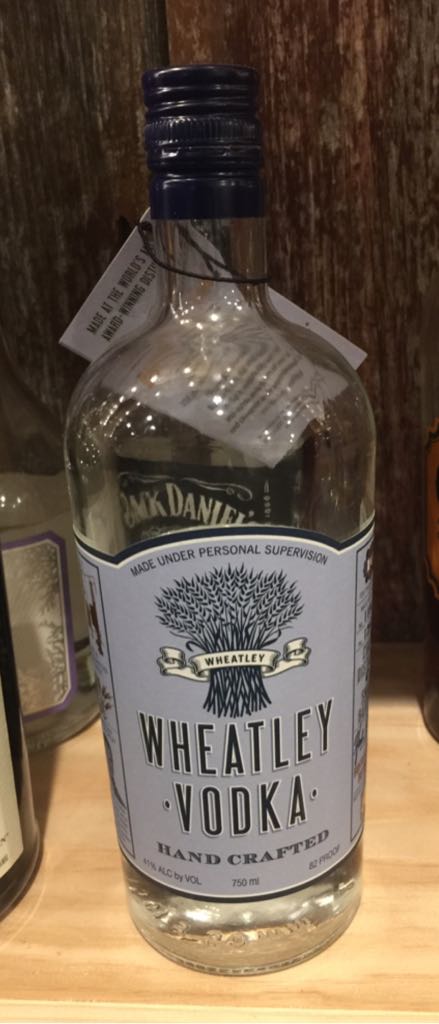 MADE AT THE WORLD'S
AWARD-WINNING
JACK DANIEL'S
MADE UNDER PERSONAL SUPERVISION
WHEATLEY
WHEATLEY
·VODKA·
HAND CRAFTED
41% ALC by VOL
750 ml
82 PROOF